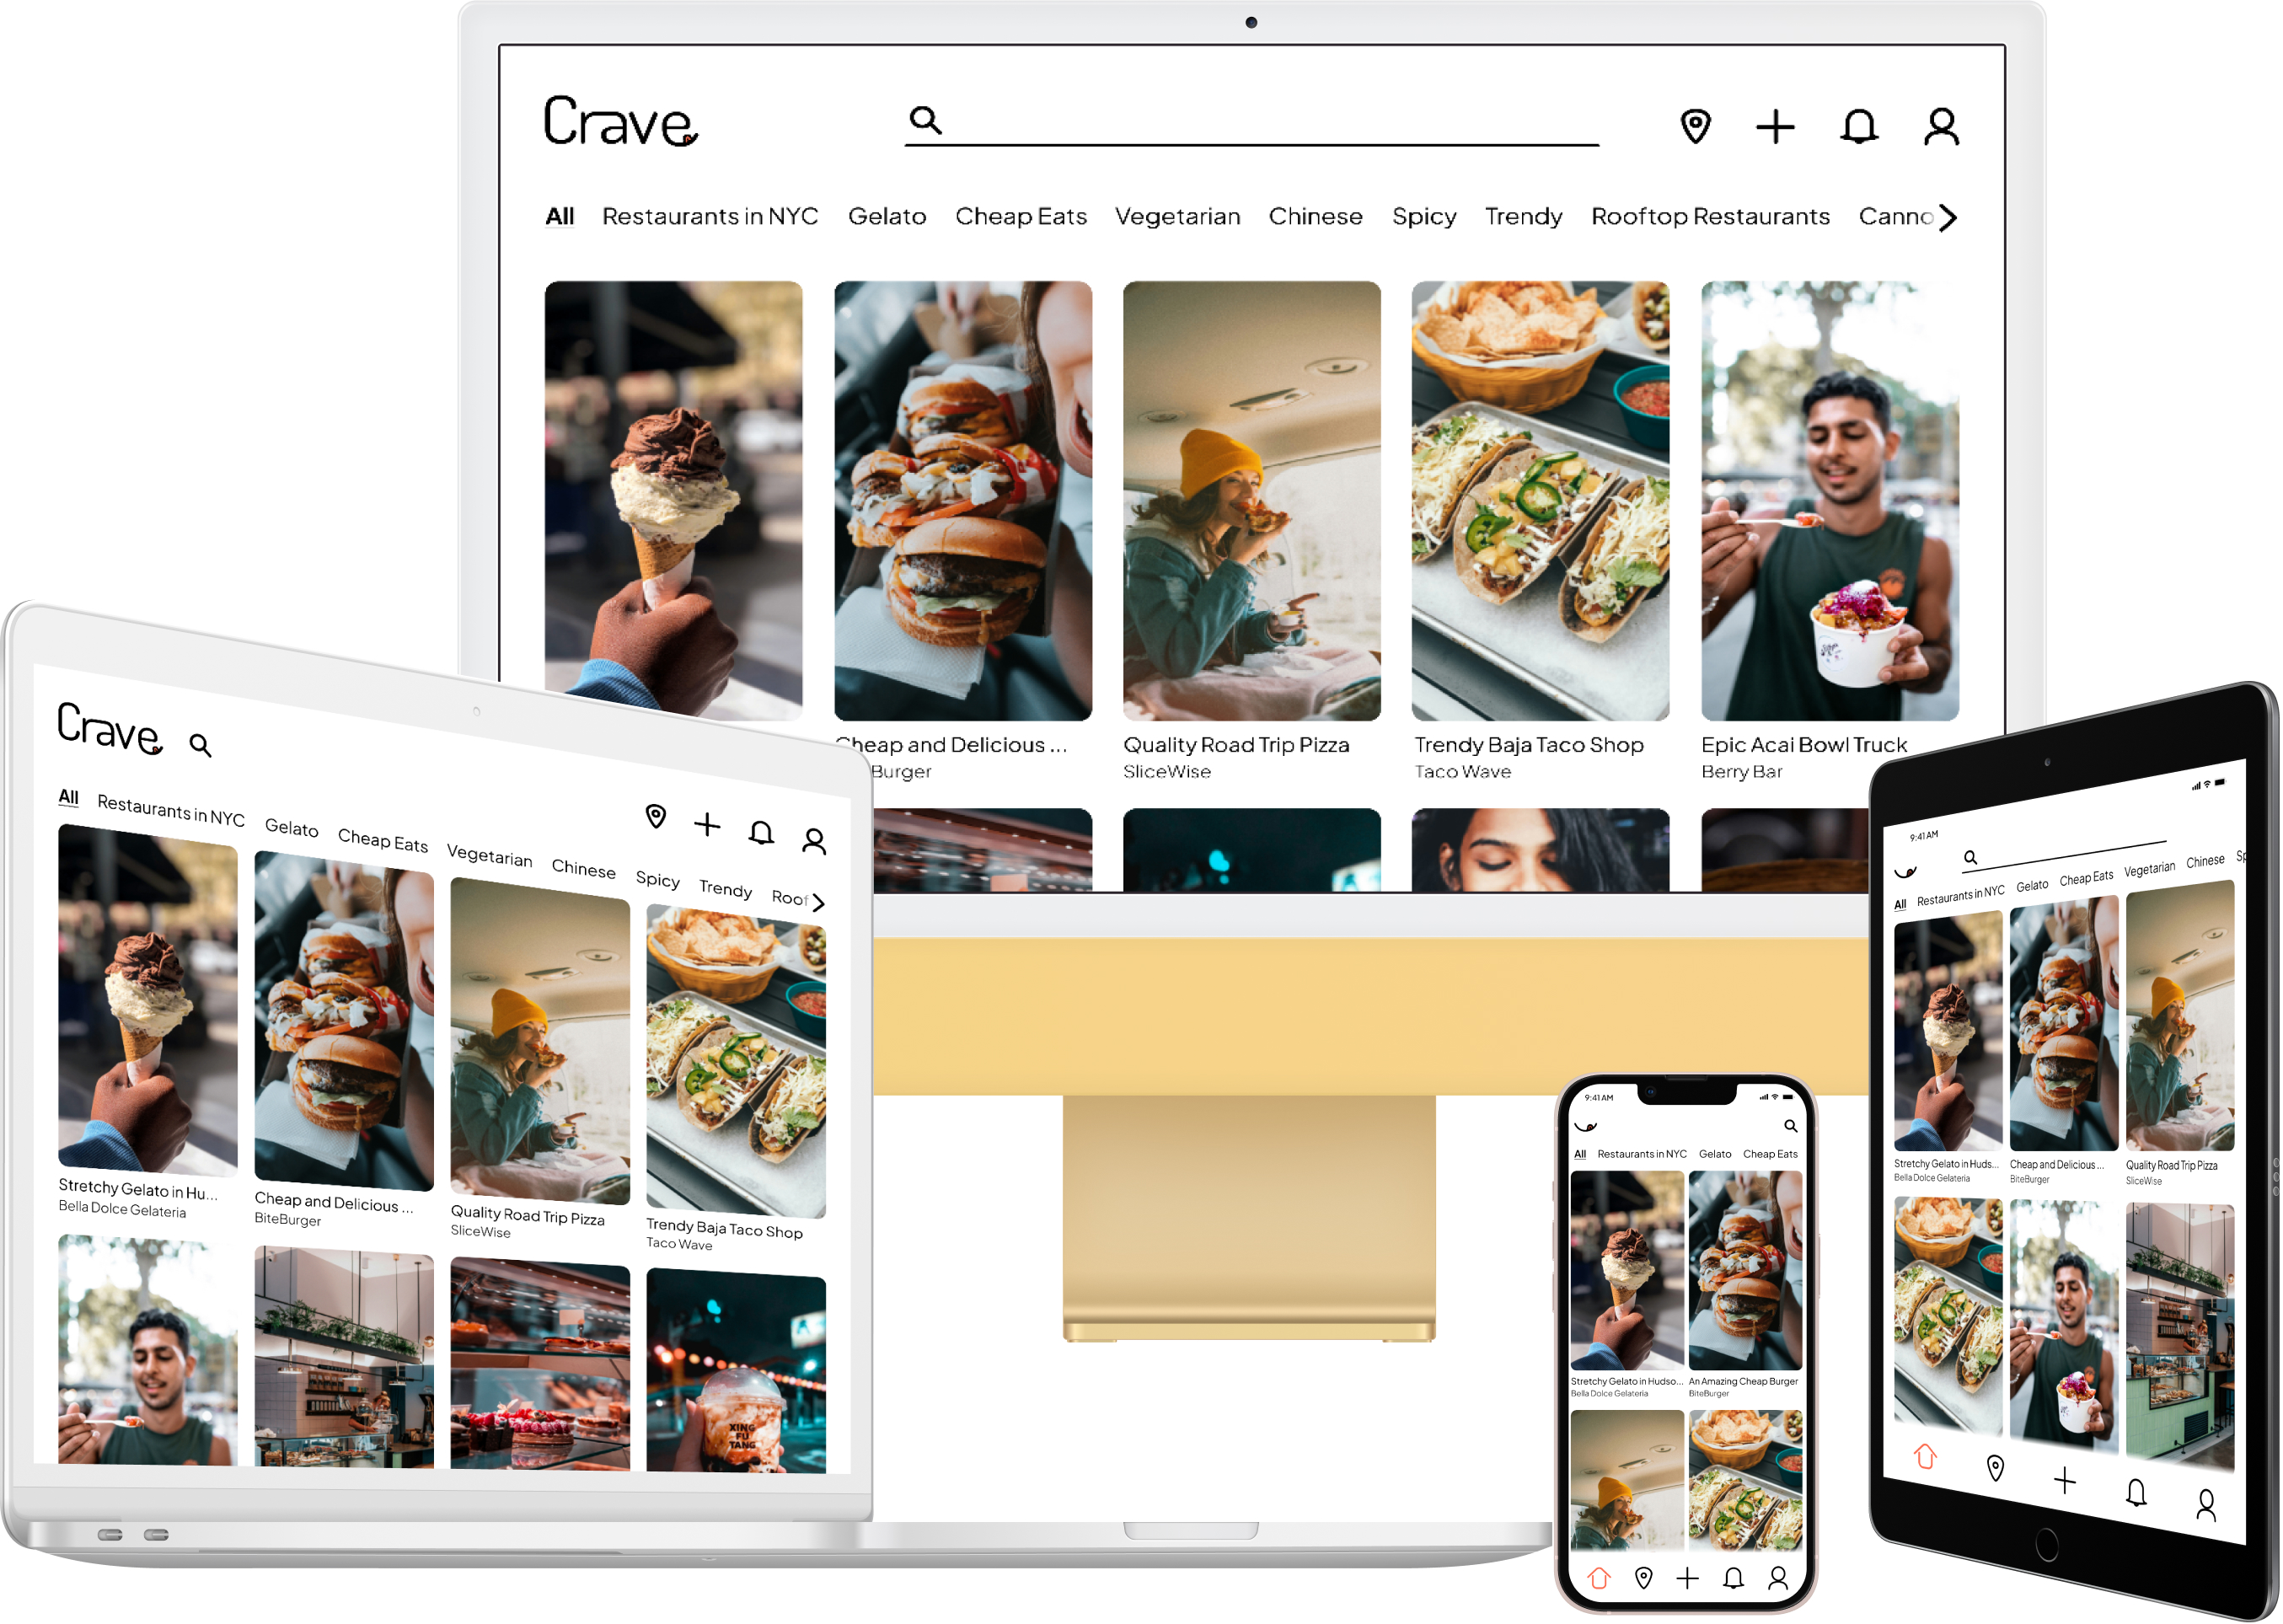 Crave
All Restaurants in NYC Gelato Cheap Eats Vegetarian Chinese Spicy Trendy Rooftop Restaurants Canno
Cheap and Delicious ...
Burger
Quality Road Trip Pizza
SliceWise
Trendy Baja Taco Shop
Taco Wave
Epic Acai Bowl Truck
Berry Bar
Crave
All Restaurants in NYC Gelato Cheap Eats Vegetarian Chinese Spicy Trendy Roof
Stretchy Gelato in Hu...
Bella Dolce Gelateria
Cheap and Delicious ...
BiteBurger
Quality Road Trip Pizza
SliceWise
Trendy Baja Taco Shop
Taco Wave
XING
FU
TANG
9:41 AM
All Restaurants in NYC Gelato Cheap Eats
Stretchy Gelato in Hudso...
Bella Dolce Gelateria
An Amazing Cheap Burger
BiteBurger
9:41 AM
All Restaurants in NYC Gelato Cheap Eats Vegetarian Chinese Sp
Stretchy Gelato in Huds...
Bella Dolce Gelateria
Cheap and Delicious ...
BiteBurger
Quality Road Trip Pizza
SliceWise